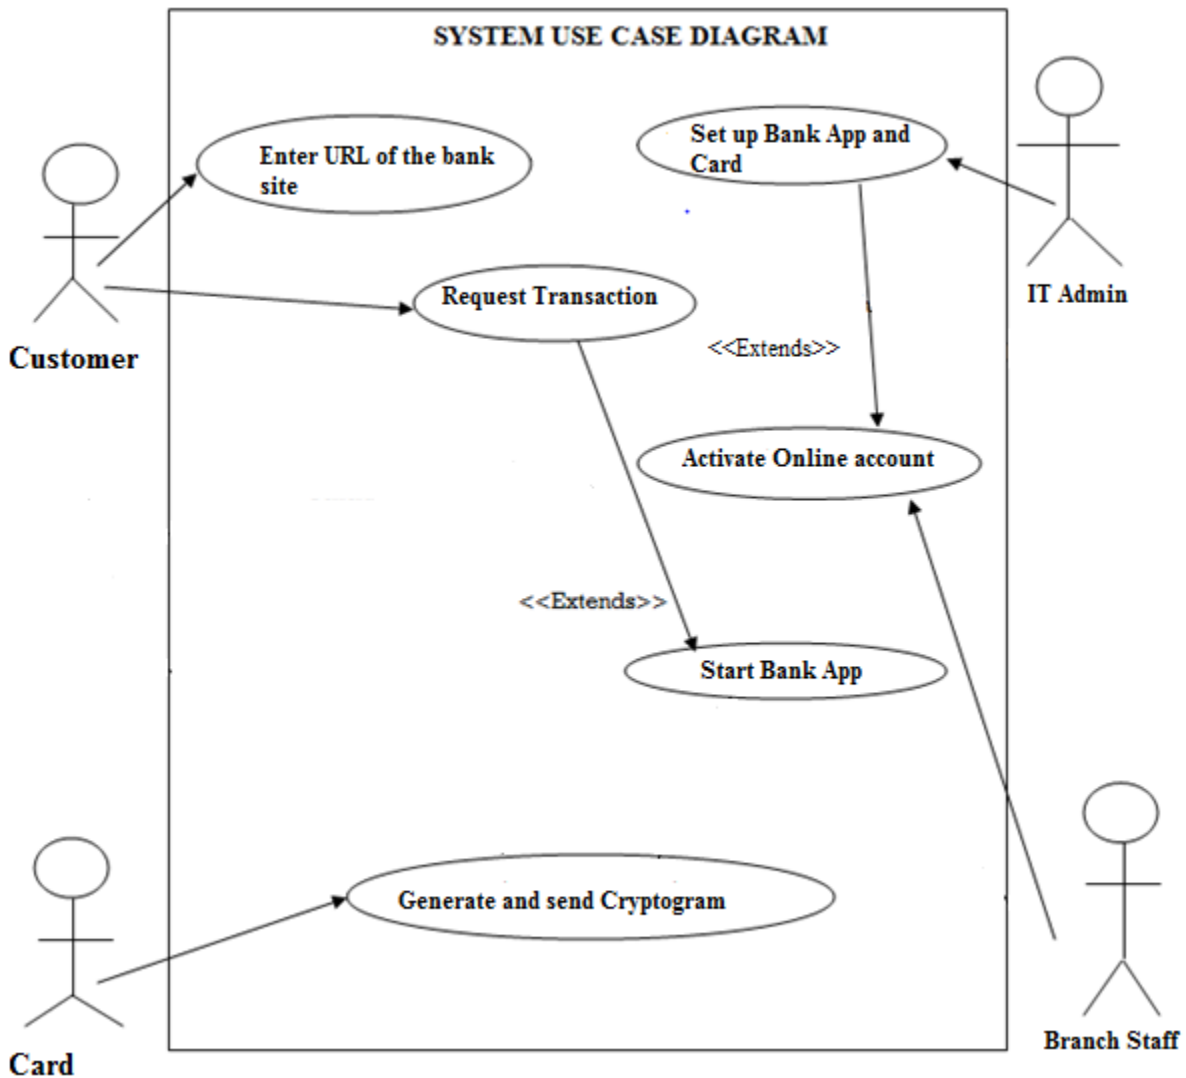 SYSTEM USE CASE DIAGRAM
Set up Bank App and
Card
Enter URL of the bank
site
IT Admin
Request Transaction
Customer
<<Extends>>
Activate Online account
<<Extends>>
Start Bank App
Generate and send Cryptogram
Branch Staff
Card